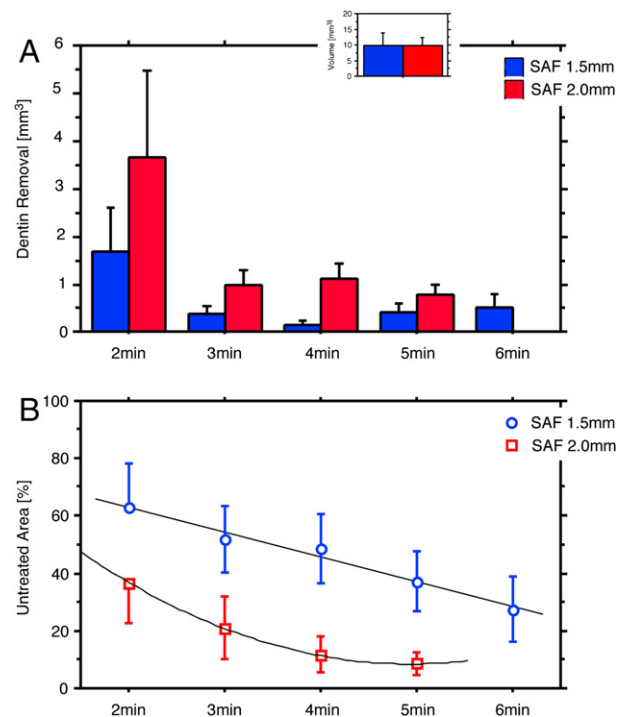 A
Volume [mm³]
20
15
10
5
0
SAF 1.5mm
SAF 2.0mm
Dentin Removal [mm³]
6
5
4
3
2
1
0
2min 3min 4min 5min 6min
B
SAF 1.5mm
SAF 2.0mm
Untreated Area [%]
100
80
60
40
20
0
2min 3min 4min 5min 6min